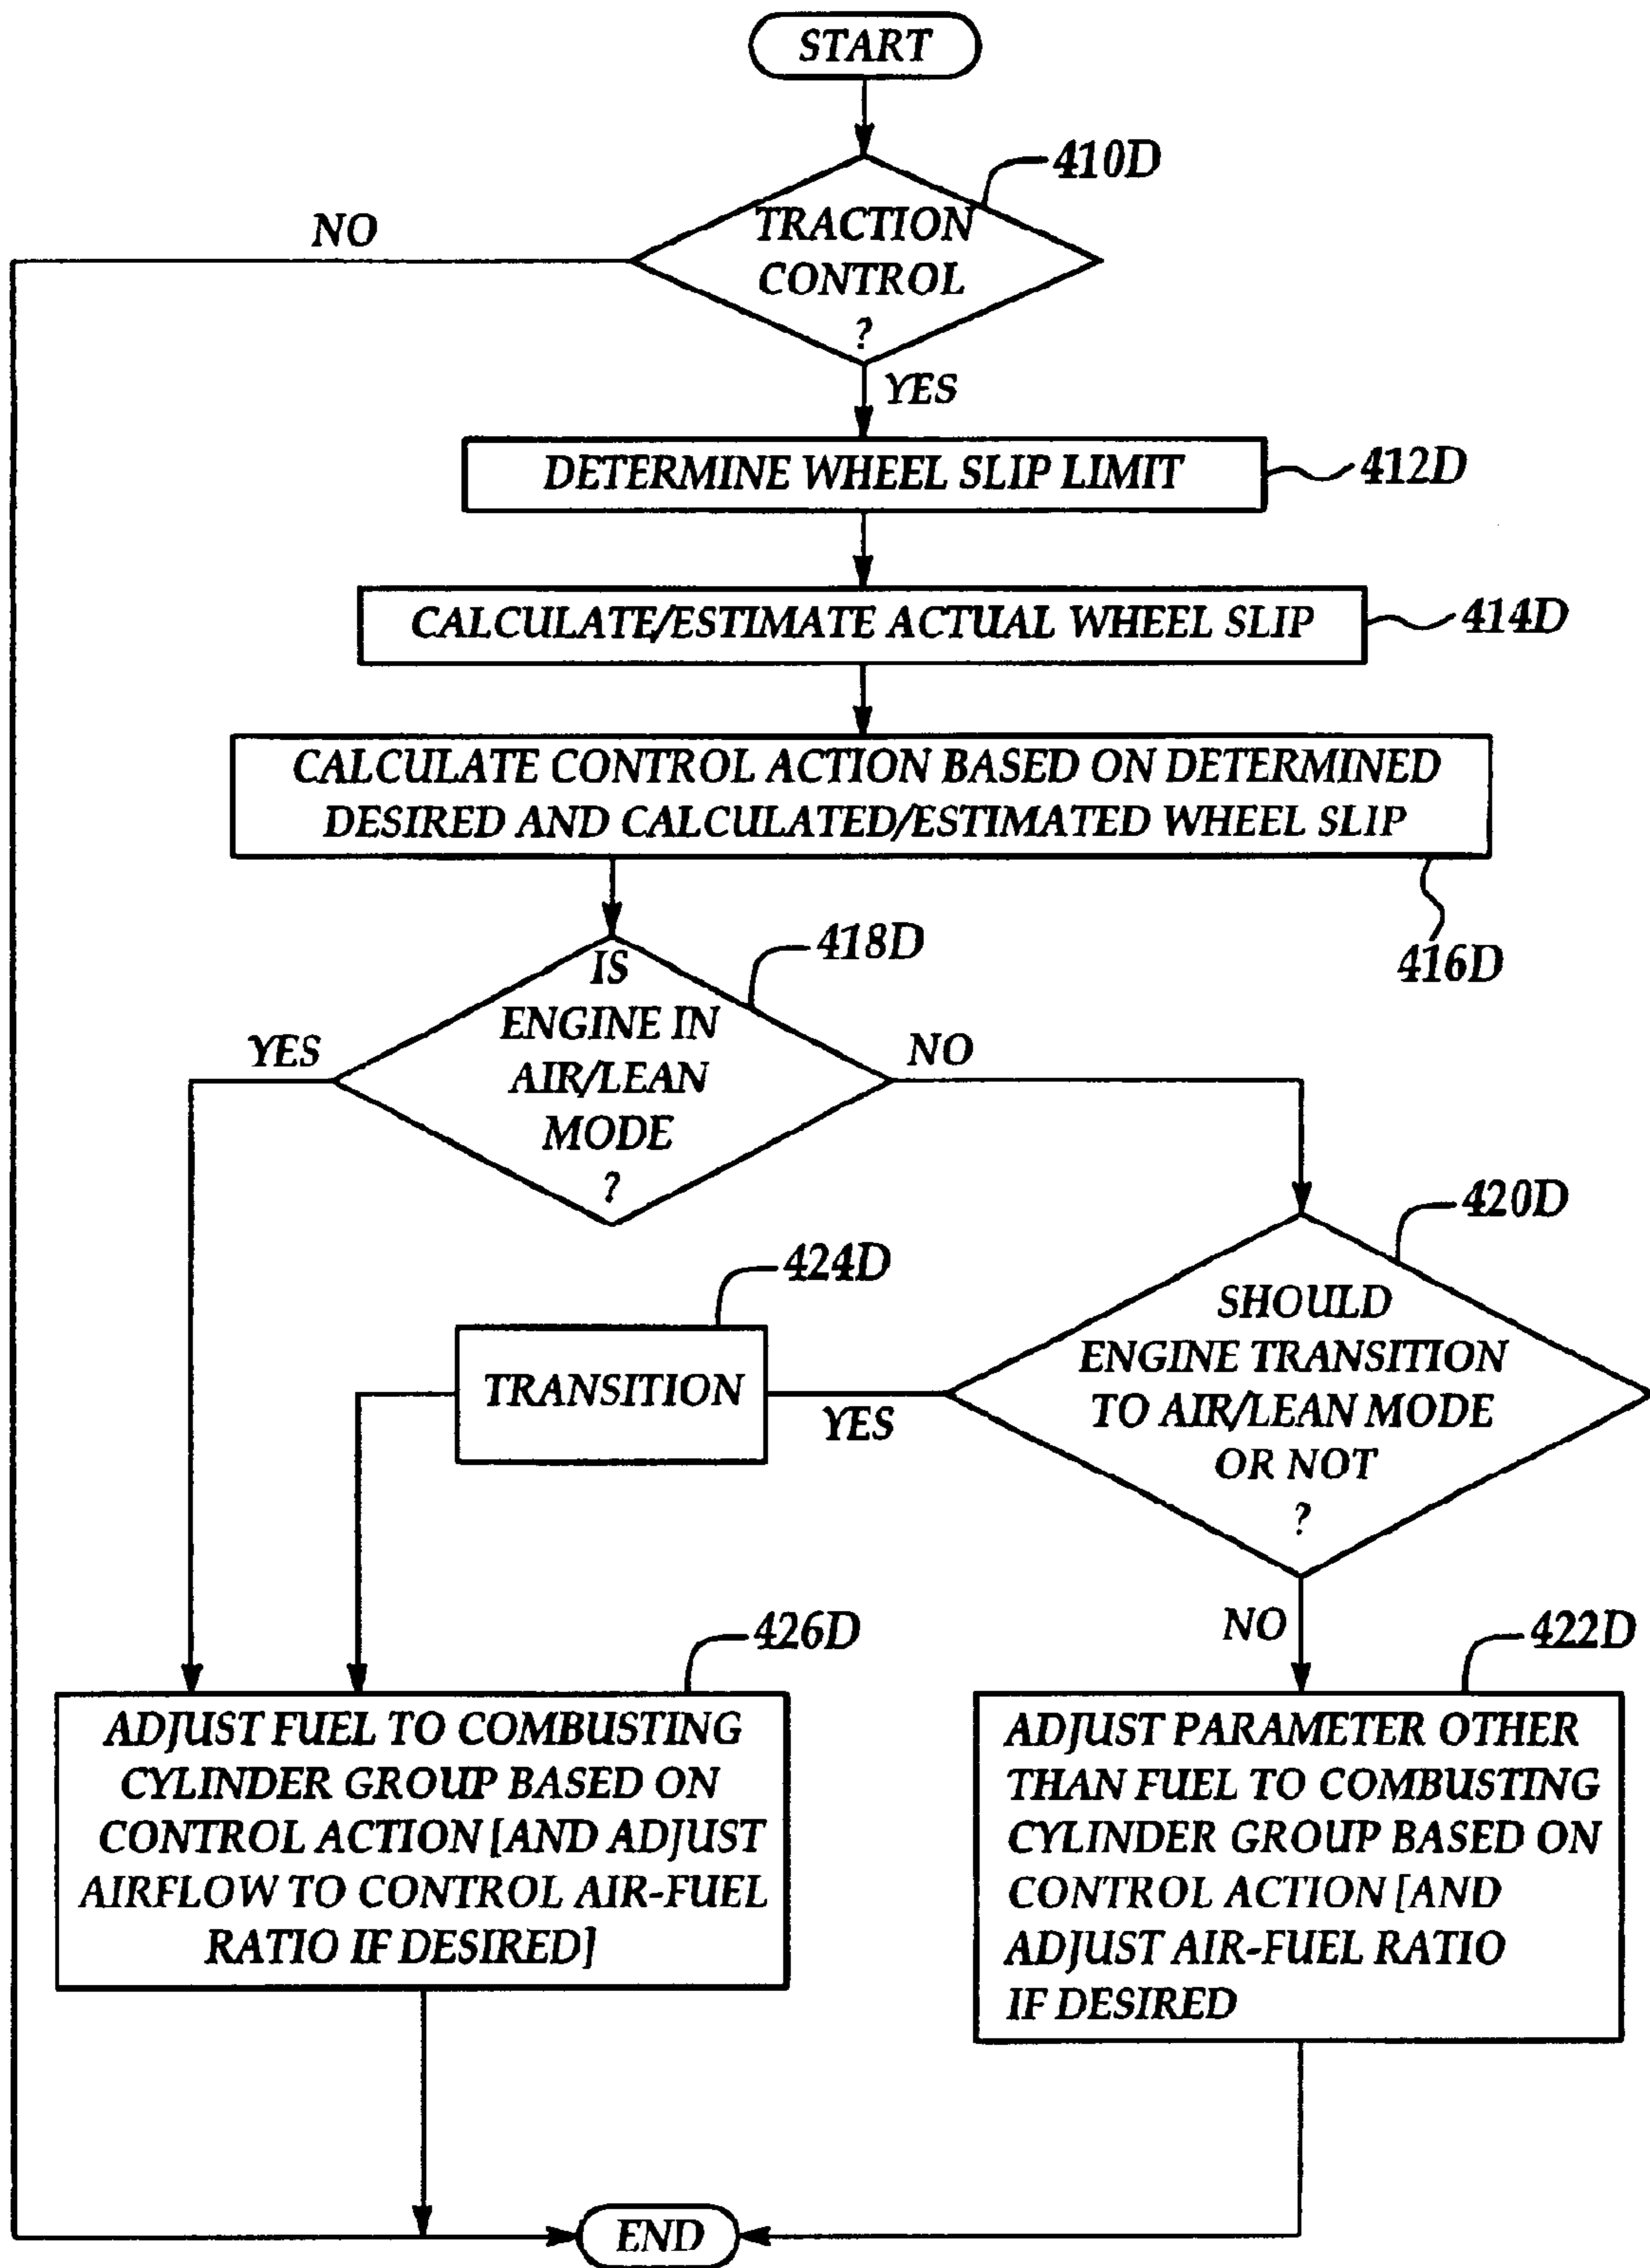 START
410D
TRACTION
CONTROL
?
NO
YES
DETERMINE WHEEL SLIP LIMIT
412D
CALCULATE/ESTIMATE ACTUAL WHEEL SLIP
414D
CALCULATE CONTROL ACTION BASED ON DETERMINED
DESIRED AND CALCULATED/ESTIMATED WHEEL SLIP
416D
418D
IS
ENGINE IN
AIR/LEAN
MODE
?
YES
NO
420D
SHOULD
ENGINE TRANSITION
TO AIR/LEAN MODE
OR NOT
?
424D
TRANSITION
YES
NO
426D
ADJUST FUEL TO COMBUSTING
CYLINDER GROUP BASED ON
CONTROL ACTION [AND ADJUST
AIRFLOW TO CONTROL AIR-FUEL
RATIO IF DESIRED]
422D
ADJUST PARAMETER OTHER
THAN FUEL TO COMBUSTING
CYLINDER GROUP BASED ON
CONTROL ACTION [AND
ADJUST AIR-FUEL RATIO
IF DESIRED
END